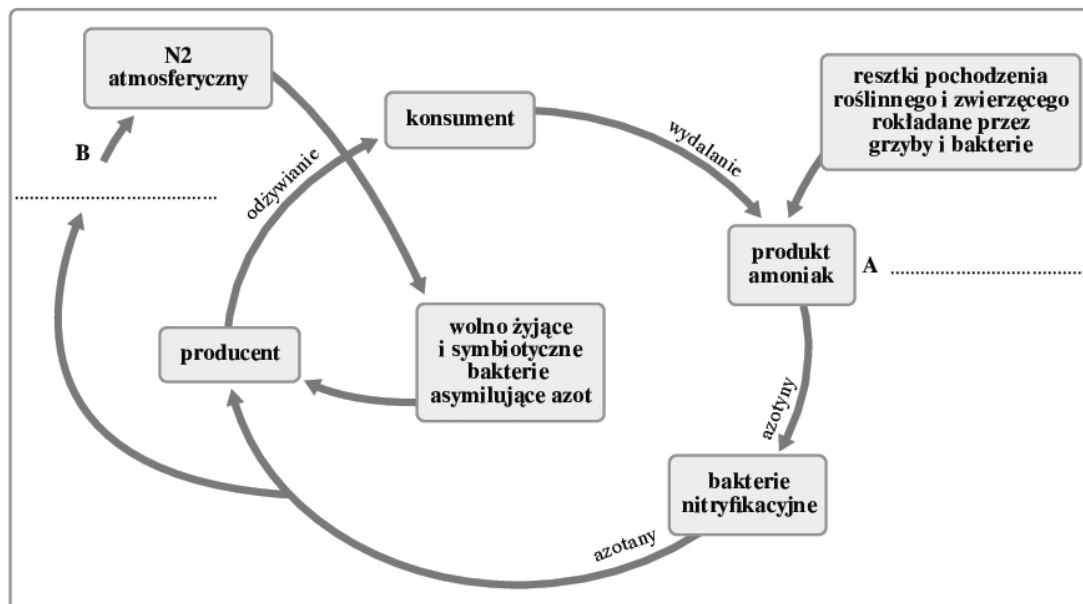 N2
atmosferyczny
konsument
resztki pochodzenia
roślinnego i zwierzęcego
rokładane przez
grzyby i bakterie
wydalanie
B
odżywianie
produkt
amoniak
A
producent
wolno żyjące
i symbiotyczne
bakterie
asymilujące azot
azotyny
bakterie
nitryfikacyjne
azotany